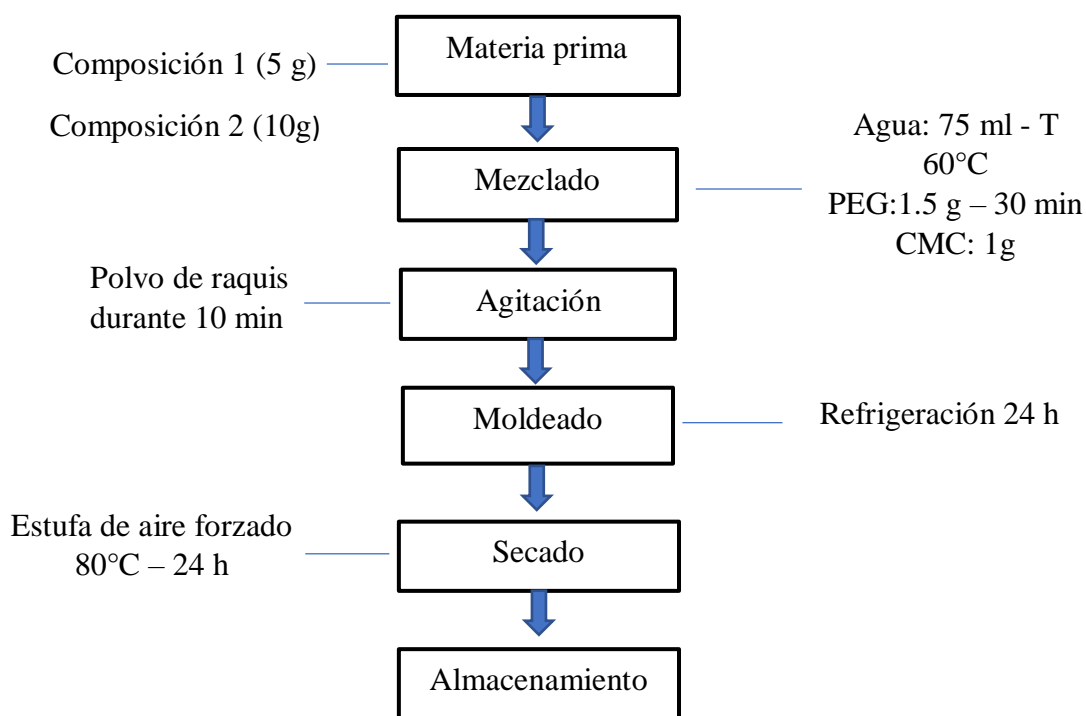 Materia prima
Composición 1 (5 g)
Composición 2 (10g)
Mezclado
Agua: 75 ml - T
60°C
PEG:1.5 g – 30 min
CMC: 1g
Polvo de raquis
durante 10 min
Agitación
Moldeado
Refrigeración 24 h
Estufa de aire forzado
80°C – 24 h
Secado
Almacenamiento